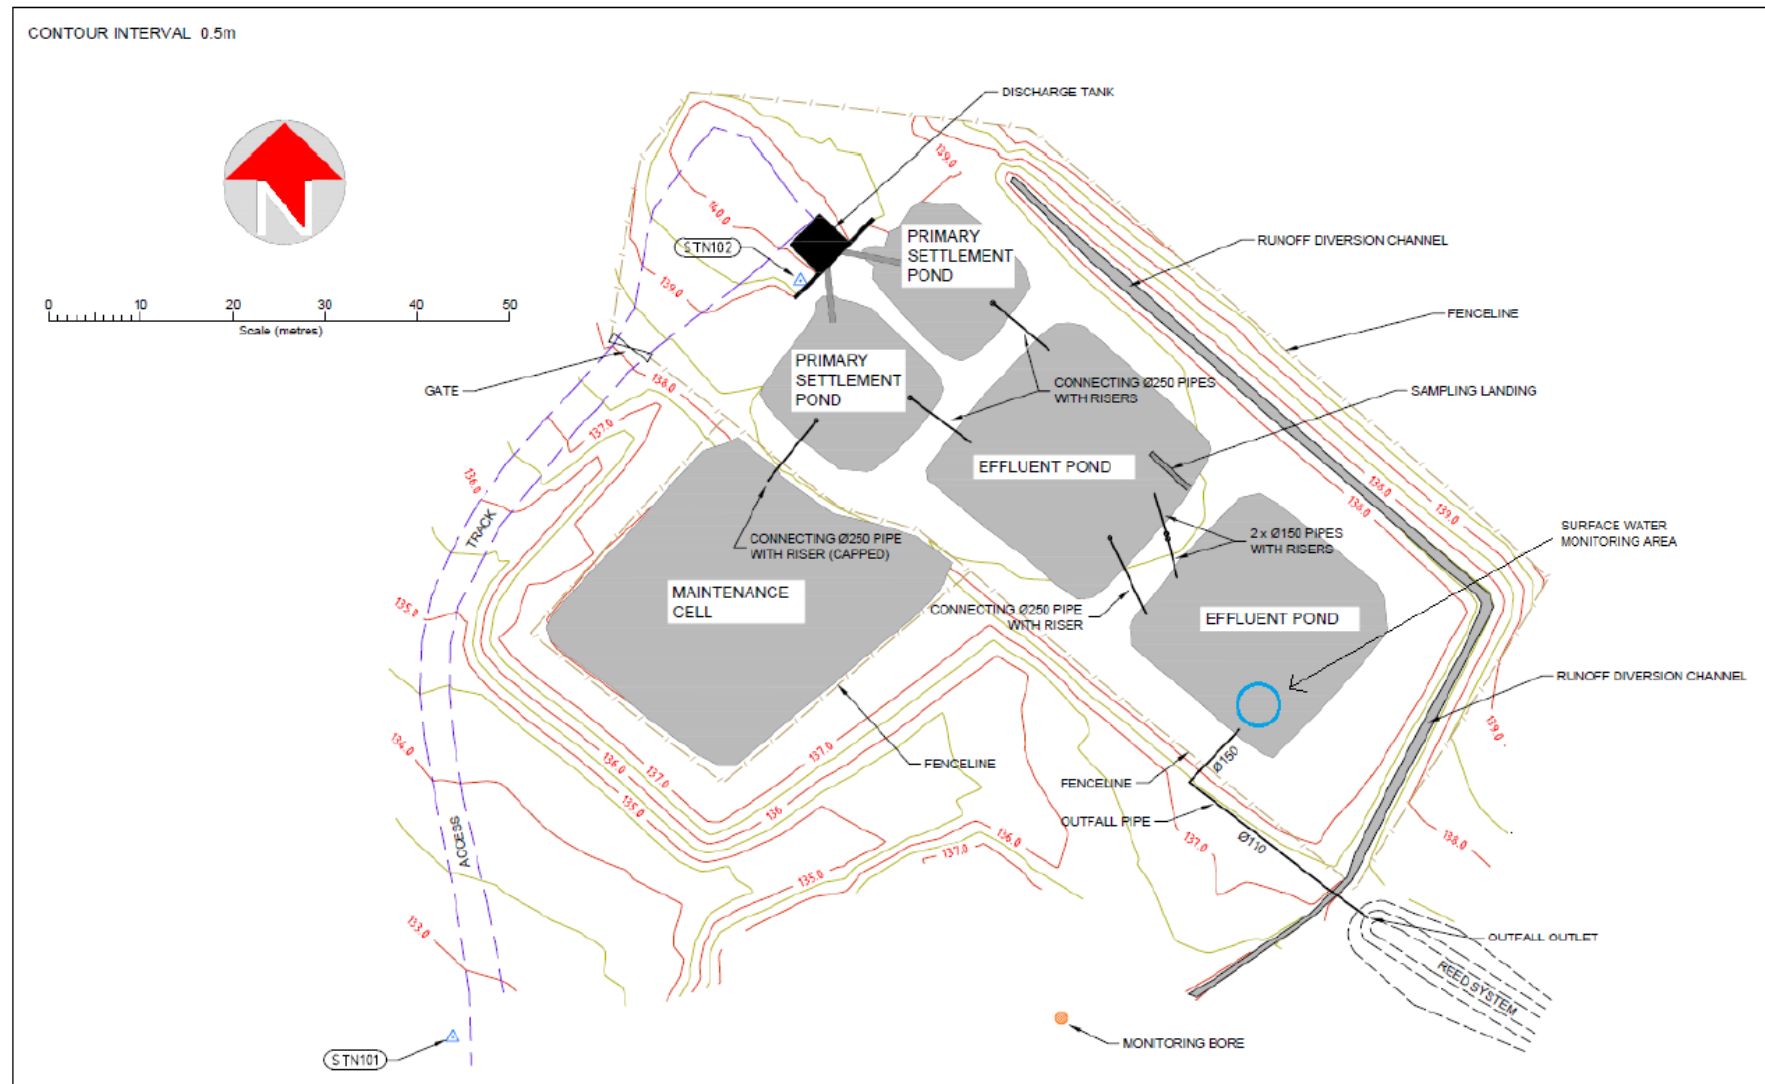 CONTOUR INTERVAL 0.5m
DISCHARGE TANK
139.0
140.0
STN102
PRIMARY
SETTLEMENT
POND
RUNOFF DIVERSION CHANNEL
N
139.0
0 10 20 30 40 50
Scale (metres)
FENCELINE
GATE
138.0
PRIMARY
SETTLEMENT
POND
CONNECTING Ø250 PIPES
WITH RISERS
SAMPLING LANDING
137.0
136.0
EFFLUENT POND
138.0
138.0
139.0
TRACK
CONNECTING Ø250 PIPE
WITH RISER (CAPPED)
2 x Ø150 PIPES
WITH RISERS
SURFACE WATER
MONITORING AREA
MAINTENANCE
CELL
135.0
CONNECTING Ø250 PIPE
WITH RISER
EFFLUENT POND
RUNOFF DIVERSION CHANNEL
139.0
134.0
137.0
136.0
135.0
137.0
136
FENCELINE
FENCELINE
Ø150
OUTFALL PIPE
Ø110
137.0
138.0
ACCESS
136.0
137.0
135.0
133.0
OUTFALL OUTLET
REED SYSTEM
MONITORING BORE
STN101